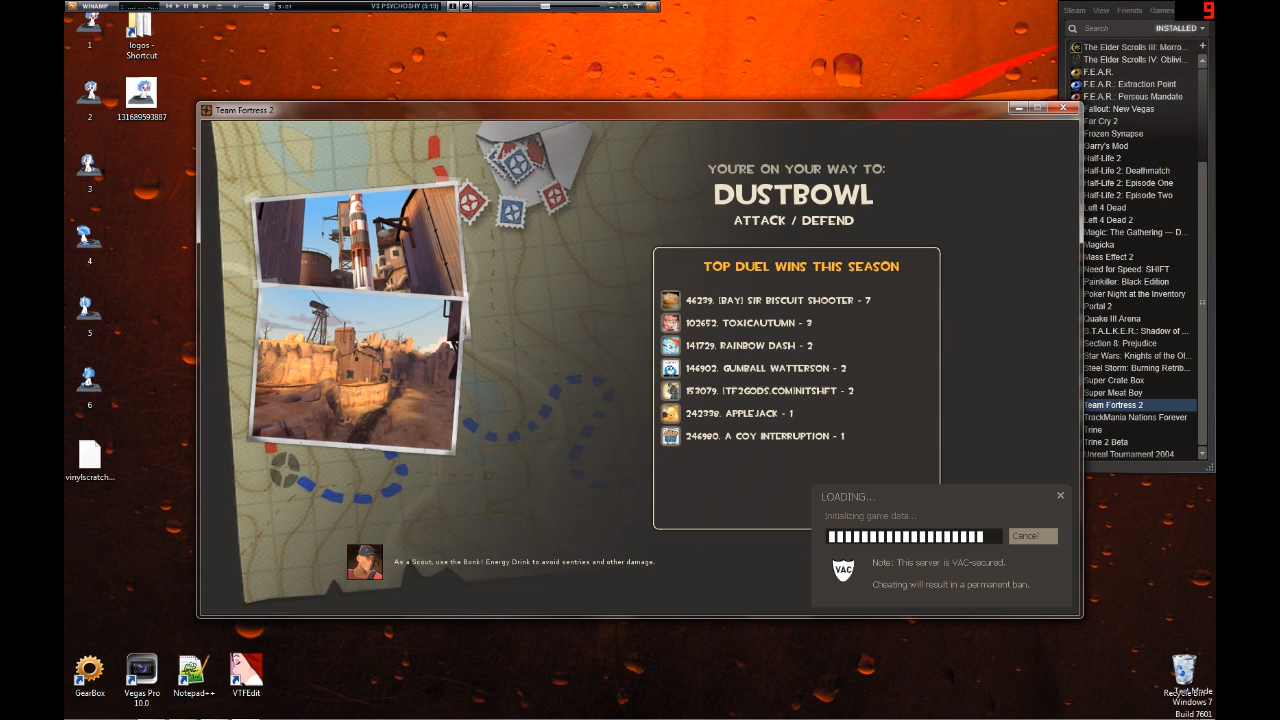 WINAMP
3:01
VS PSYCHOSHY (5:13)
9
Steam View Friends Games
Search
INSTALLED
The Elder Scrolls III: Morro...
The Elder Scrolls IV: Oblivi...
F.E.A.R.
F.E.A.R.: Extraction Point
F.E.A.R.: Perseus Mandate
Fallout: New Vegas
Far Cry 2
Frozen Synapse
Garry's Mod
Half-Life 2
Half-Life 2: Deathmatch
Half-Life 2: Episode One
Half-Life 2: Episode Two
Left 4 Dead
Left 4 Dead 2
Magic: The Gathering — D...
Magicka
Mass Effect 2
Need for Speed: SHIFT
Painkiller: Black Edition
Poker Night at the Inventory
Portal 2
Quake III Arena
S.T.A.L.K.E.R.: Shadow of ...
Section 8: Prejudice
Star Wars: Knights of the Ol...
Steel Storm: Burning Retrib...
Super Crate Box
Super Meat Boy
Team Fortress 2
TrackMania Nations Forever
Trine
Trine 2 Beta
Unreal Tournament 2004
1
logos -
Shortcut
2
131689593887
3
4
5
6
vinylscratch...
Team Fortress 2
YOU'RE ON YOUR WAY TO:
DUSTBOWL
ATTACK / DEFEND
TOP DUEL WINS THIS SEASON
46239. [BAY] SIR BISCUIT SHOOTER - 7
102652. TOXICAUTUMN - 3
141729. RAINBOW DASH - 2
146902. GUMBALL WATTERSON - 2
242338. APPLEJACK - 1
246980. A COY INTERRUPTION - 1
LOADING...
Initializing game data...
Cancel
VAC
Note: This server is VAC-secured.
Cheating will result in a permanent ban.
As a Scout, use the Bonk! Energy Drink to avoid sentries and other damage.
GearBox
Vegas Pro
10.0
Notepad++
VTFEdit
Recycle Bin
Test Mode
Windows 7
Build 7601